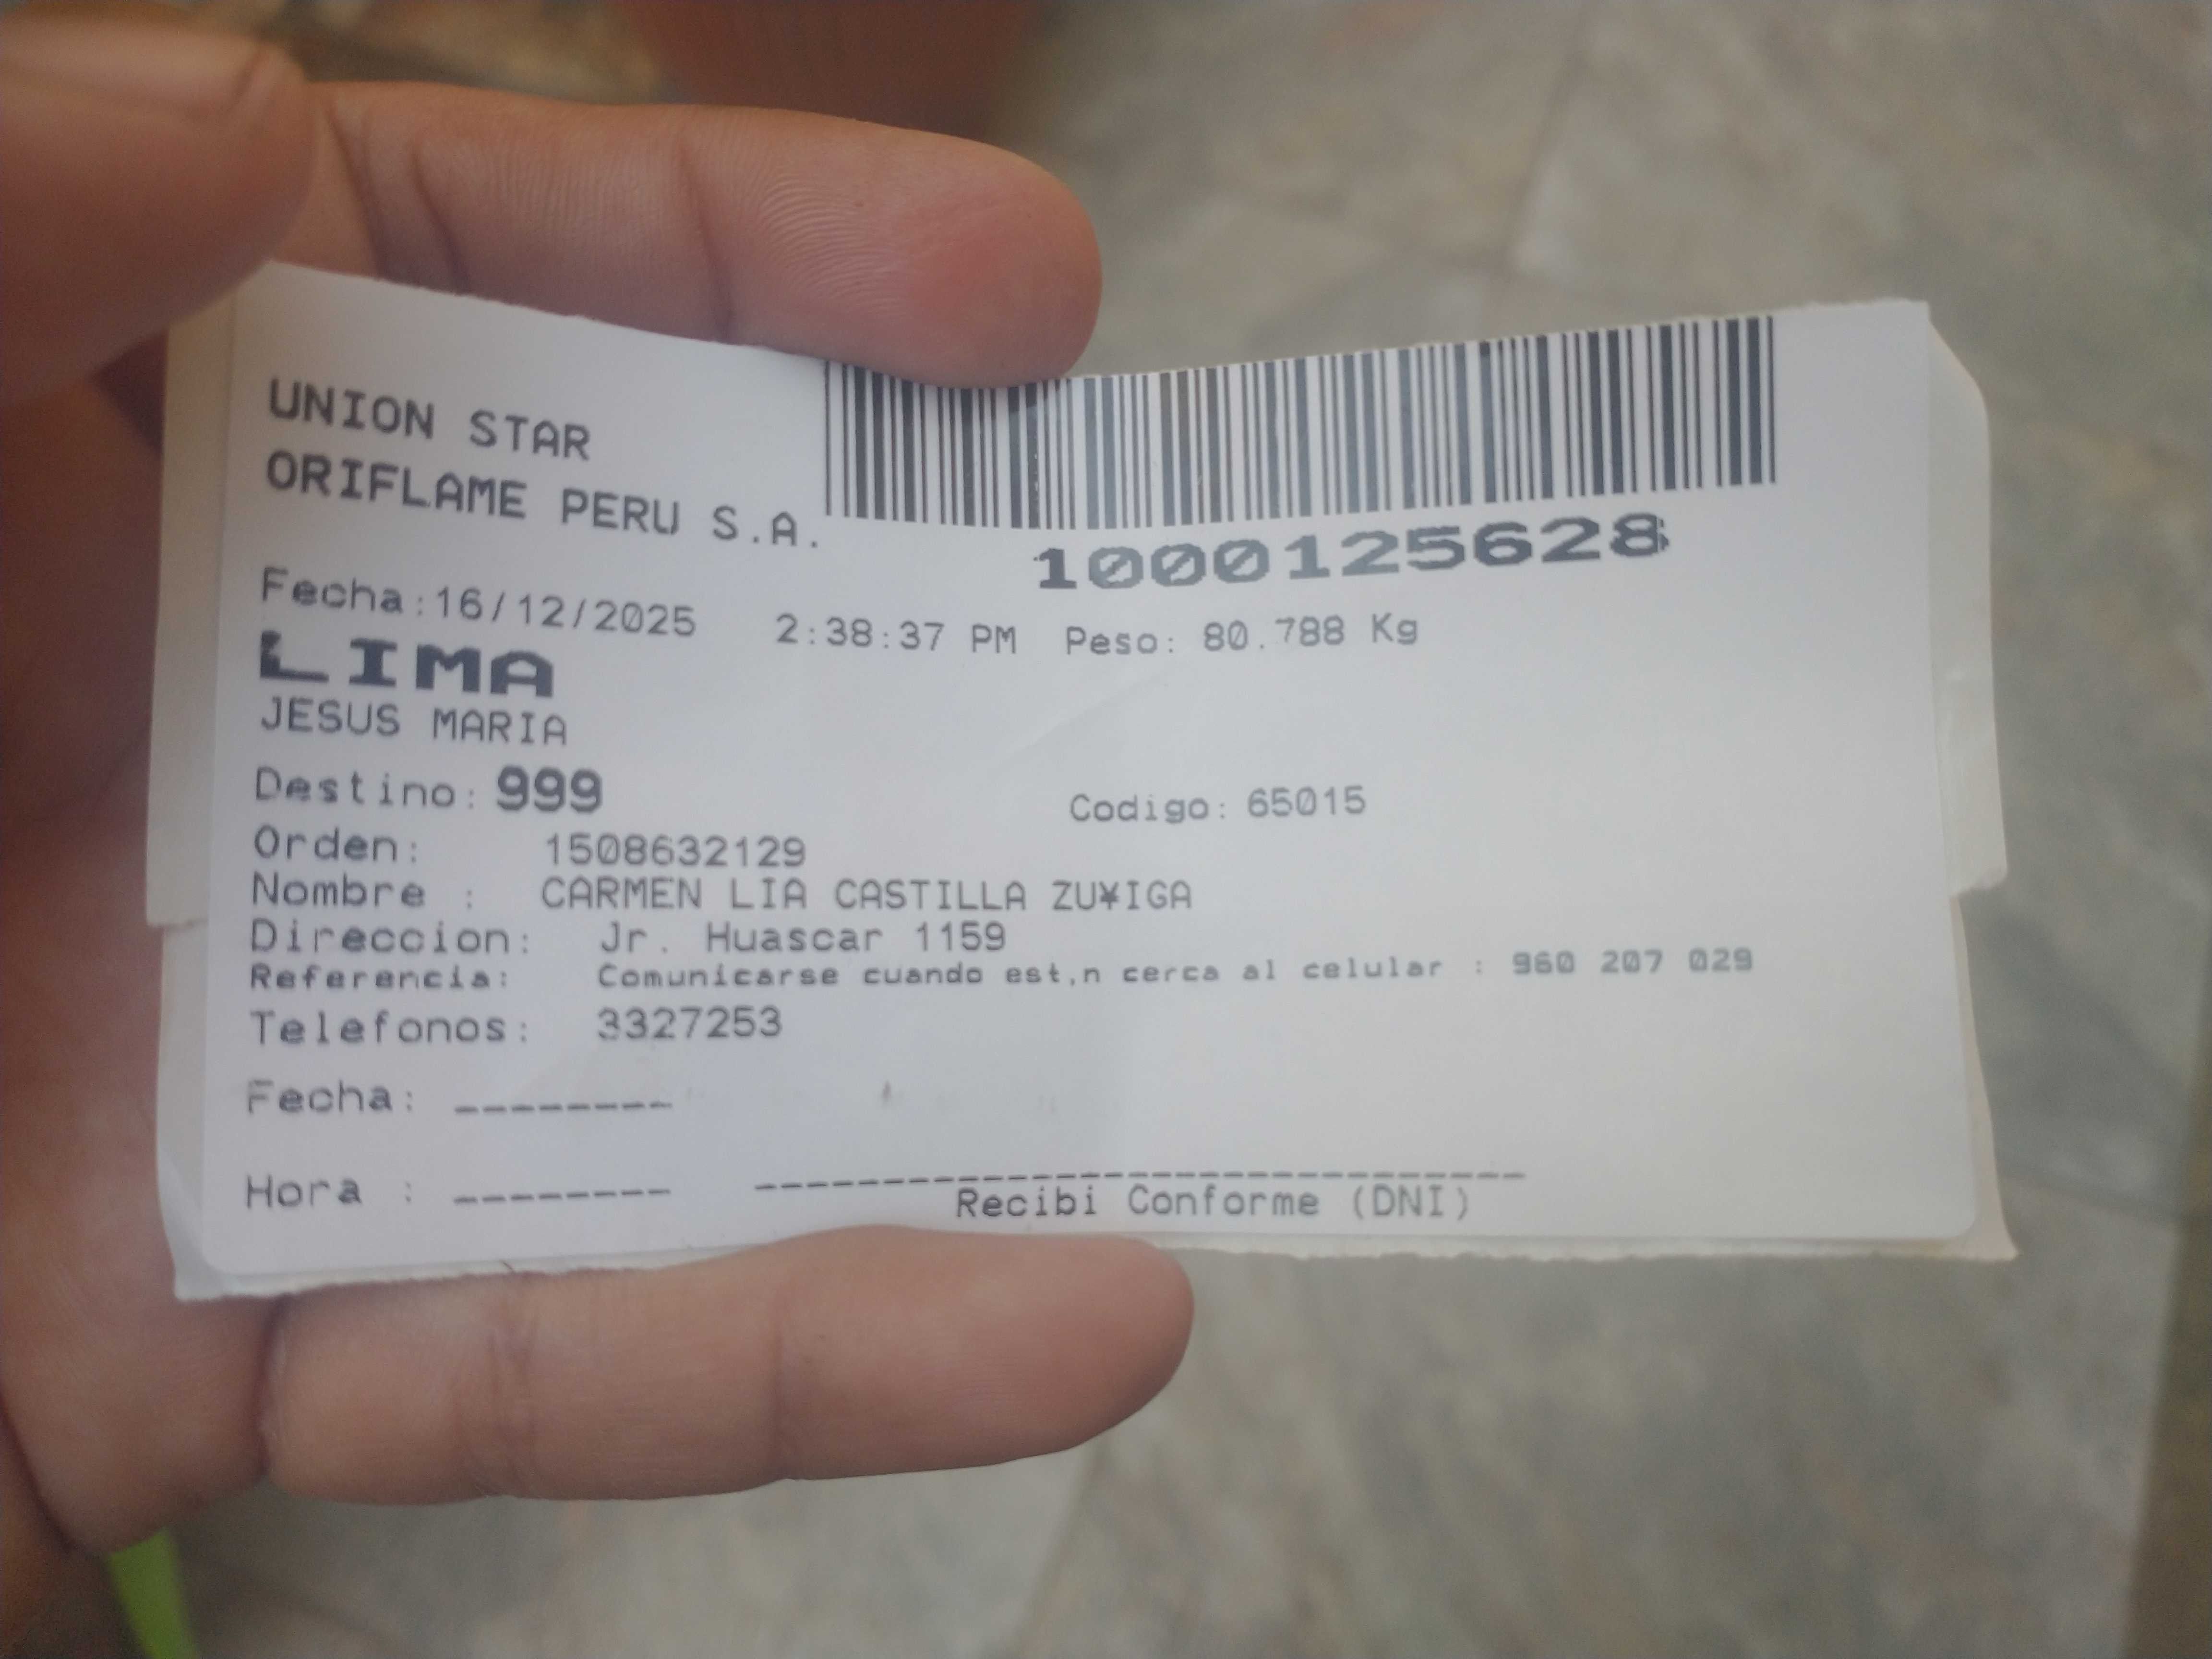 UNION STAR
ORIFLAME PERU S.A.
1000125628
Fecha:16/12/2025 2:38:37 PM Peso: 80.788 Kg
LIMA
JESUS MARIA
Destino: 999 Codigo: 65015
Orden: 1508632129
Nombre : CARMEN LIA CASTILLA ZU¥IGA
Direccion: Jr. Huascar 1159
Referencia: Comunicarse cuando est,n cerca al celular : 960 207 029
Telefonos: 3327253
Fecha: --------
Hora : --------
Recibi Conforme (DNI)